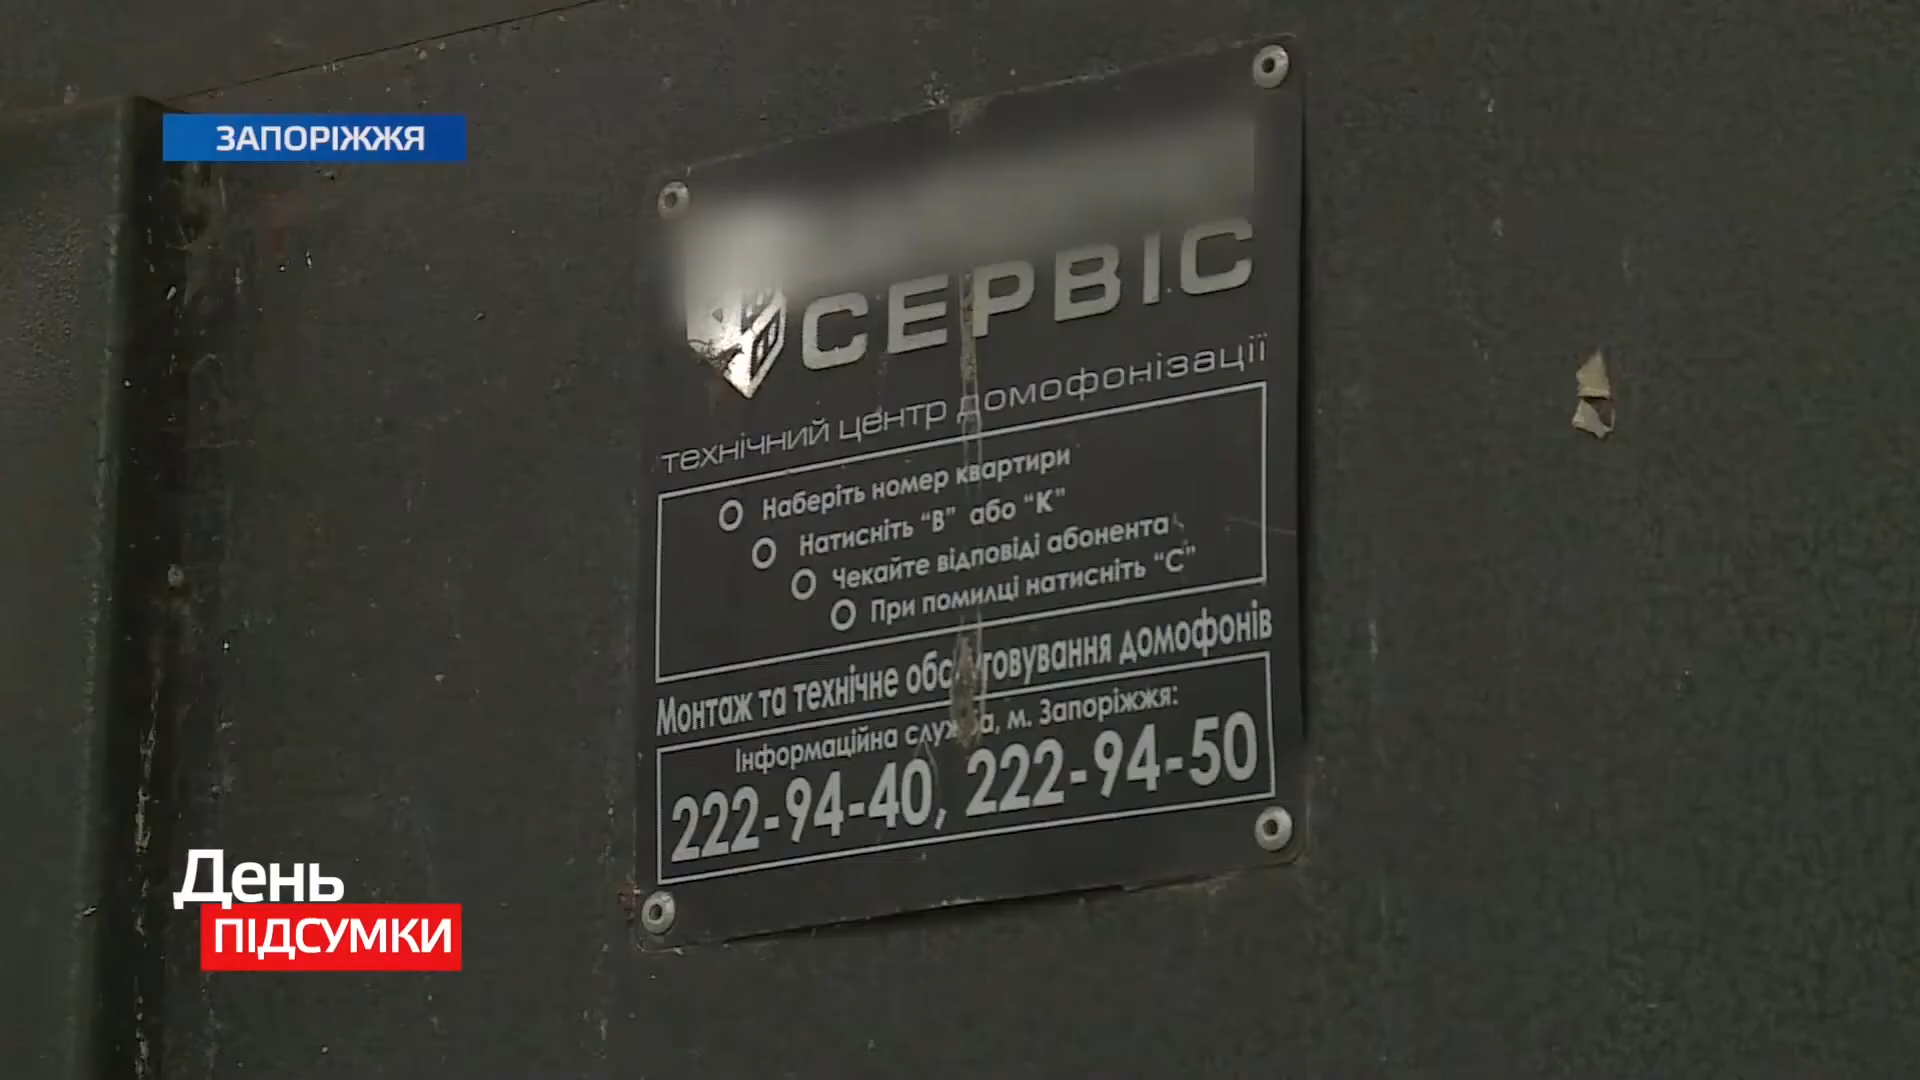 ЗАПОРІЖЖЯ
СЕРВІС
технічний центр домофонізації
Наберіть номер квартири
Натисніть “В” або “К”
Чекайте відповіді абонента
При помилці натисніть “С”
Монтаж та технічне обслуговування домофонів
Інформаційна служба, м. Запоріжжя:
222-94-40, 222-94-50
День
ПІДСУМКИ